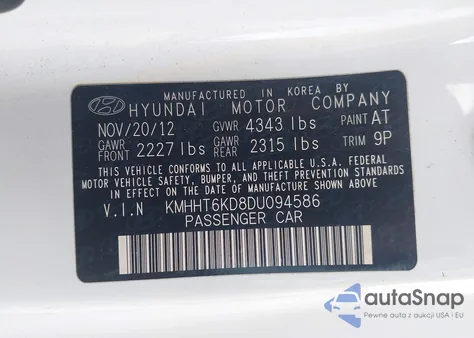 MANUFACTURED IN KOREA BY
HYUNDAI MOTOR COMPANY
NOV/20/12 GVWR 4343 lbs PAINT AT
GAWR FRONT 2227 lbs GAWR REAR 2315 lbs TRIM 9P
THIS VEHICLE CONFORMS TO ALL APPLICABLE U.S.A. FEDERAL
MOTOR VEHICLE SAFETY, BUMPER, AND THEFT PREVENTION
STANDARDS IN EFFECT ON THE DATE OF MANUFACTURE SHOWN ABOVE.
V.I.N KMHHT6KD8DU094586
PASSENGER CAR
autoSnap
Pewne auta z aukcji USA i EU